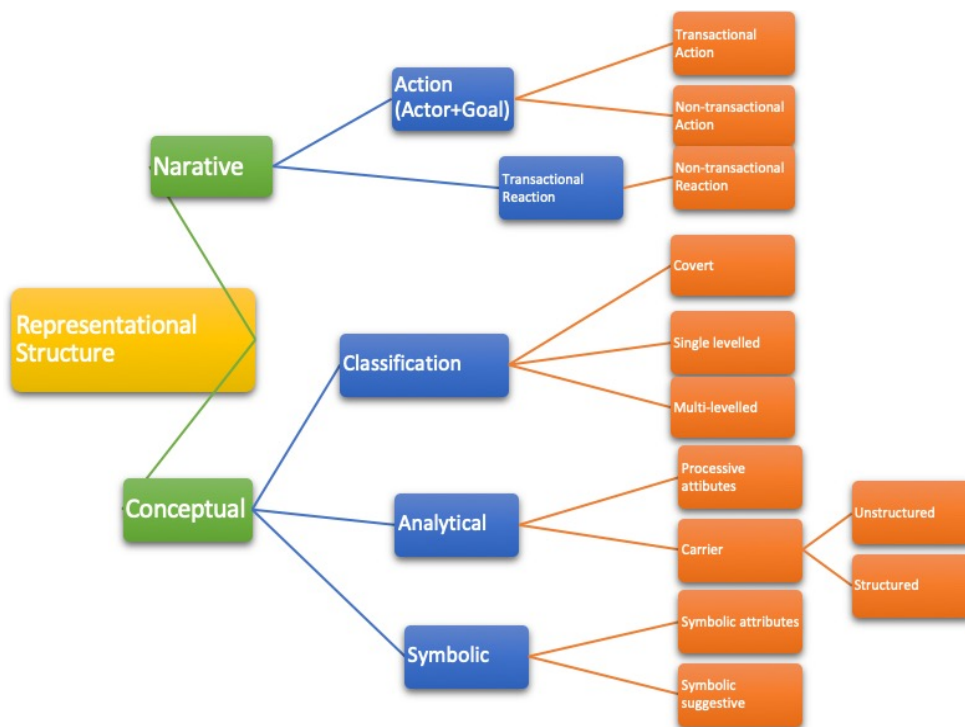 Representational
Structure
Narative
Action
(Actor+Goal)
Transactional
Action
Non-transactional
Action
Transactional
Reaction
Non-transactional
Reaction
Conceptual
Classification
Covert
Single levelled
Multi-levelled
Analytical
Processive
attibutes
Carrier
Unstructured
Structured
Symbolic
Symbolic attributes
Symbolic
suggestive